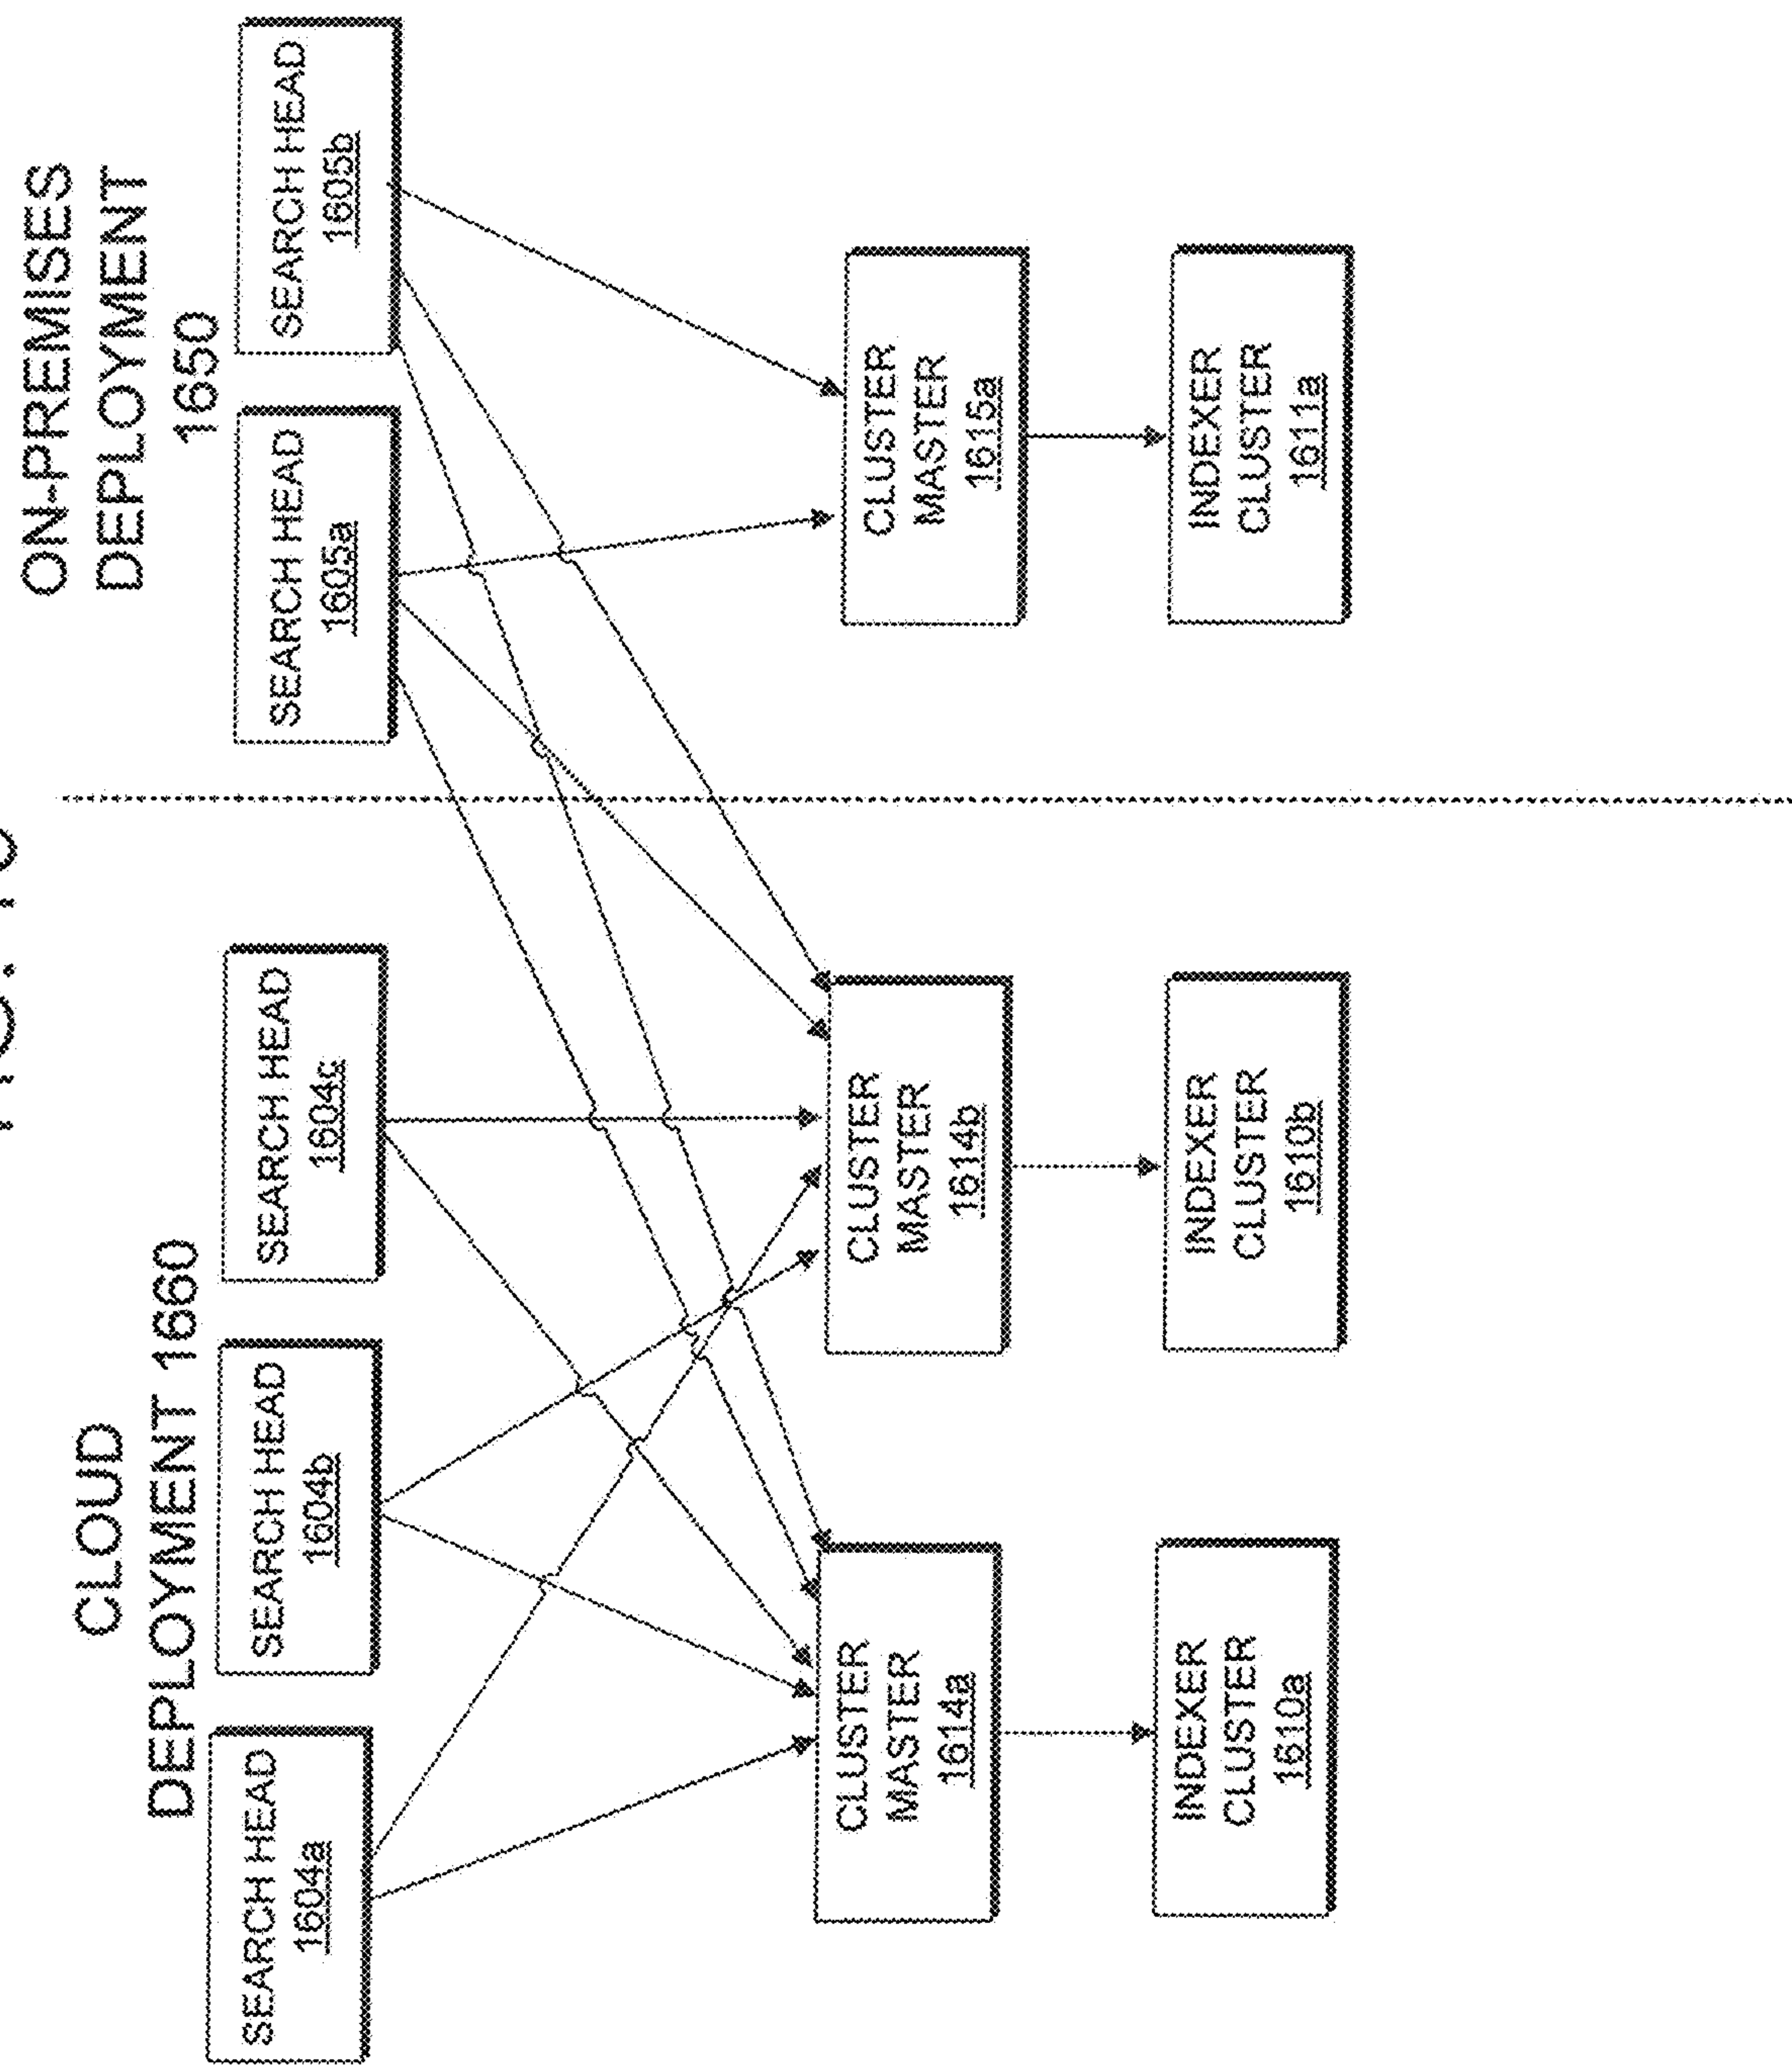 CLOUD
DEPLOYMENT 1660
ON-PREMISES
DEPLOYMENT
1650
SEARCH HEAD
1604a
SEARCH HEAD
1604b
SEARCH HEAD
1604c
SEARCH HEAD
1605a
SEARCH HEAD
1605b
CLUSTER
MASTER
1614a
CLUSTER
MASTER
1614b
CLUSTER
MASTER
1615a
INDEXER
CLUSTER
1610a
INDEXER
CLUSTER
1610b
INDEXER
CLUSTER
1611a